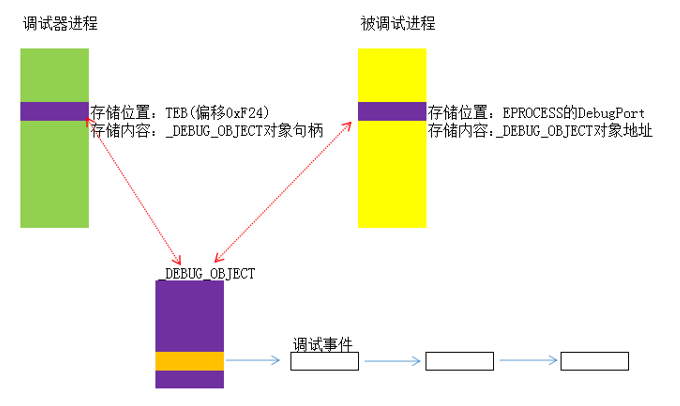 调试器进程
被调试进程
存储位置：TEB(偏移0xF24)
存储内容：_DEBUG_OBJECT对象句柄
存储位置：EPROCESS的DebugPort
存储内容：_DEBUG_OBJECT对象地址
_DEBUG_OBJECT
调试事件